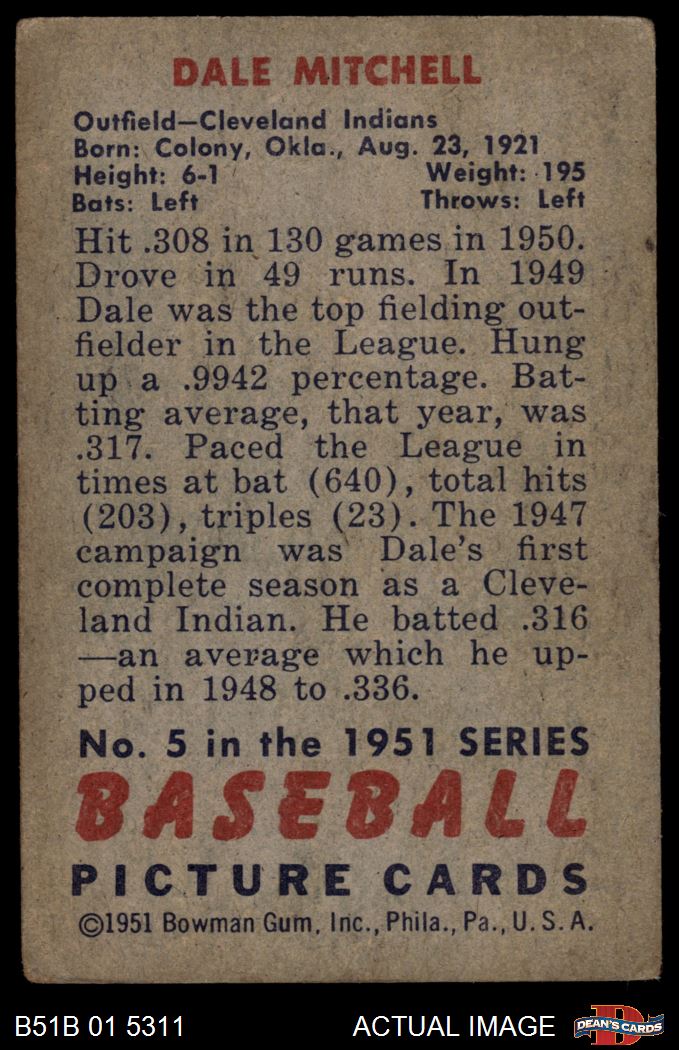 DALE MITCHELL
Outfield—Cleveland Indians
Born: Colony, Okla., Aug. 23, 1921
Height: 6-1 Weight: 195
Bats: Left Throws: Left
Hit .308 in 130 games in 1950.
Drove in 49 runs. In 1949
Dale was the top fielding out-
fielder in the League. Hung
up a .9942 percentage. Bat-
ting average, that year, was
.317. Paced the League in
times at bat (640), total hits
(203), triples (23). The 1947
campaign was Dale's first
complete season as a Cleve-
land Indian. He batted .316
—an average which he up-
ped in 1948 to .336.
No. 5 in the 1951 SERIES
BASEBALL
PICTURE CARDS
©1951 Bowman Gum, Inc., Phila., Pa., U. S. A.
B51B 01 5311 ACTUAL IMAGE DEAN'S CARDS